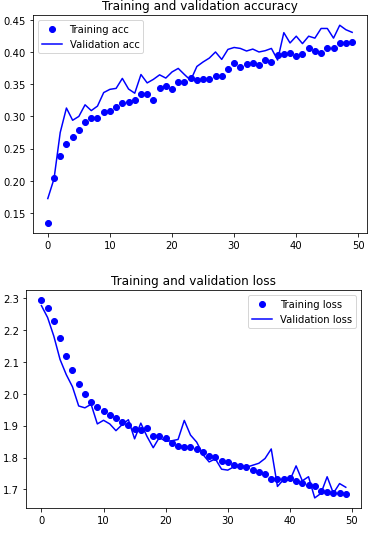 Training and validation accuracy
0.45
0.40
0.35
0.30
0.25
0.20
0.15
Training acc
Validation acc
0 10 20 30 40 50
Training and validation loss
2.3
2.2
2.1
2.0
1.9
1.8
1.7
Training loss
Validation loss
0 10 20 30 40 50